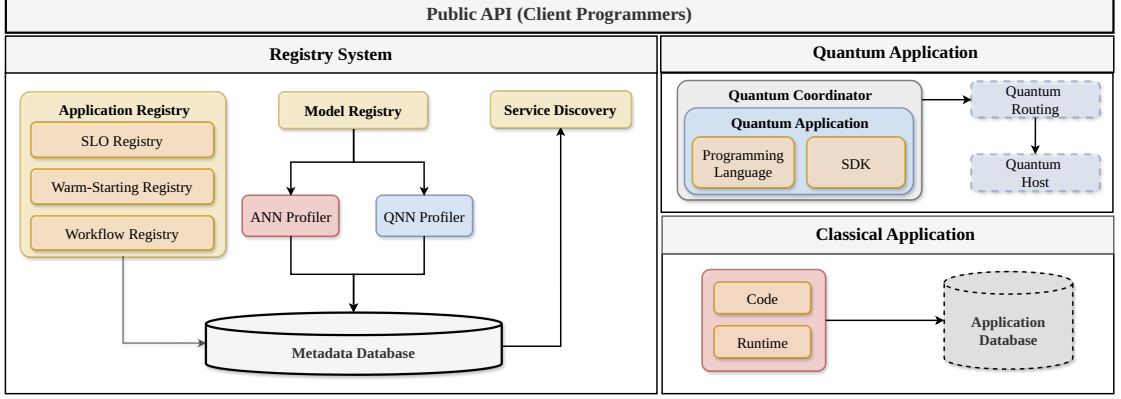 Public API (Client Programmers)
Registry System
Application Registry
SLO Registry
Warm-Starting Registry
Workflow Registry
Model Registry
Service Discovery
ANN Profiler
QNN Profiler
Metadata Database
Quantum Application
Quantum Coordinator
Quantum Application
Programming
Language
SDK
Quantum
Routing
Quantum
Host
Classical Application
Code
Runtime
Application
Database